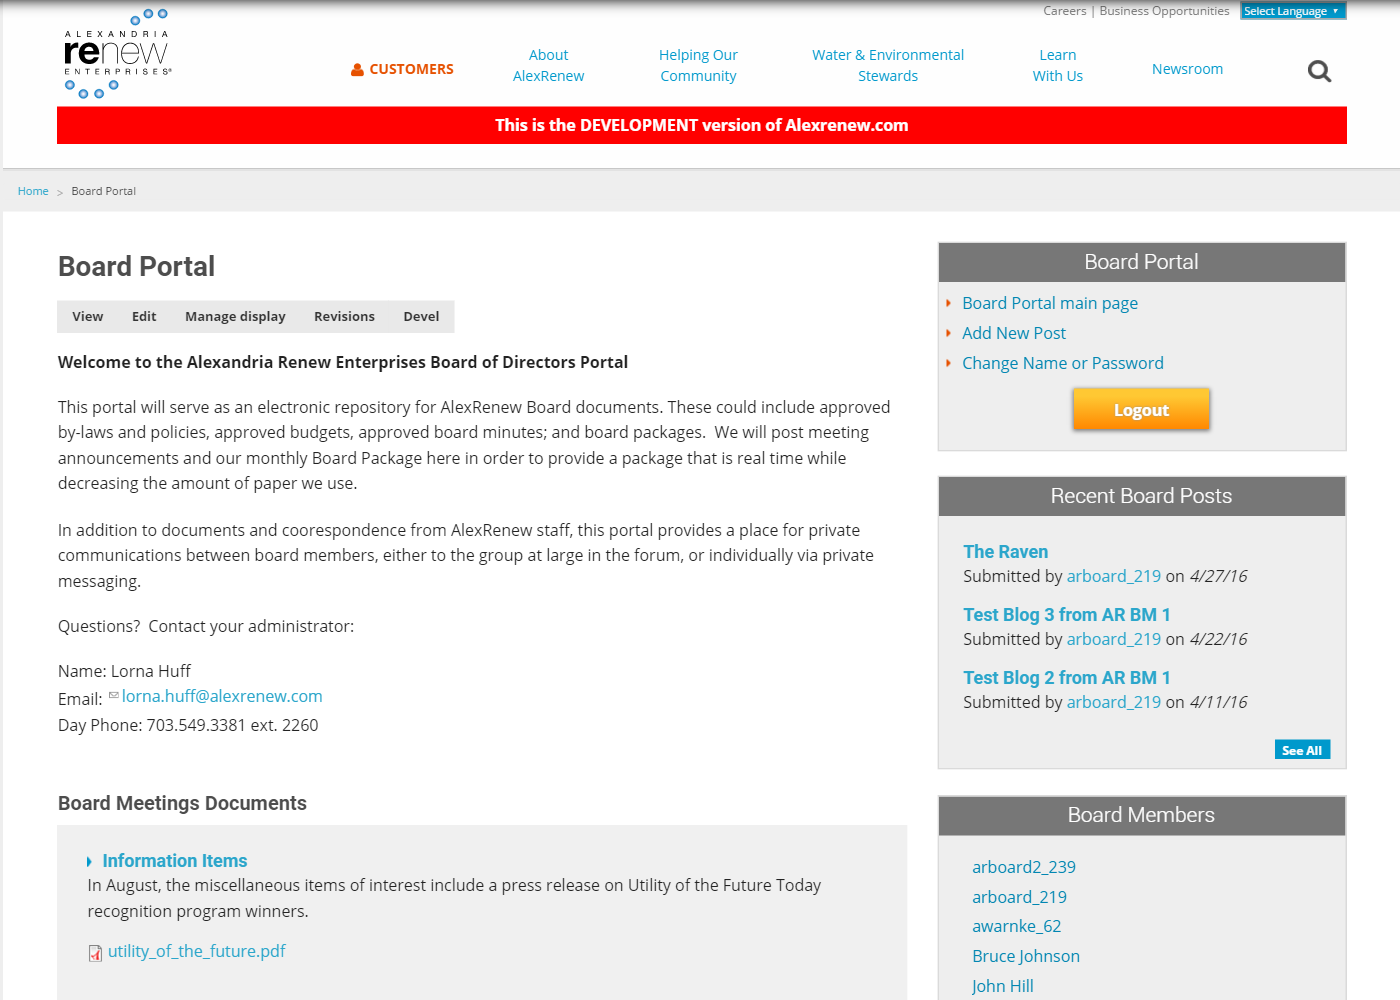 Careers | Business Opportunities
Select Language ▼
ALEXANDRIA
renew
ENTERPRISES®
CUSTOMERS
About
AlexRenew
Helping Our
Community
Water & Environmental
Stewards
Learn
With Us
Newsroom
This is the DEVELOPMENT version of Alexrenew.com
Home > Board Portal
Board Portal
View Edit Manage display Revisions Devel
Welcome to the Alexandria Renew Enterprises Board of Directors Portal
This portal will serve as an electronic repository for AlexRenew Board documents. These could include approved
by-laws and policies, approved budgets, approved board minutes; and board packages.  We will post meeting
announcements and our monthly Board Package here in order to provide a package that is real time while
decreasing the amount of paper we use.
In addition to documents and coorespondence from AlexRenew staff, this portal provides a place for private
communications between board members, either to the group at large in the forum, or individually via private
messaging.
Questions?  Contact your administrator:
Name: Lorna Huff
Email: lorna.huff@alexrenew.com
Day Phone: 703.549.3381 ext. 2260
Board Meetings Documents
Information Items
In August, the miscellaneous items of interest include a press release on Utility of the Future Today
recognition program winners.
utility_of_the_future.pdf
Board Portal
Board Portal main page
Add New Post
Change Name or Password
Logout
Recent Board Posts
The Raven
Submitted by arboard_219 on 4/27/16
Test Blog 3 from AR BM 1
Submitted by arboard_219 on 4/22/16
Test Blog 2 from AR BM 1
Submitted by arboard_219 on 4/11/16
See All
Board Members
arboard2_239
arboard_219
awarnke_62
Bruce Johnson
John Hill